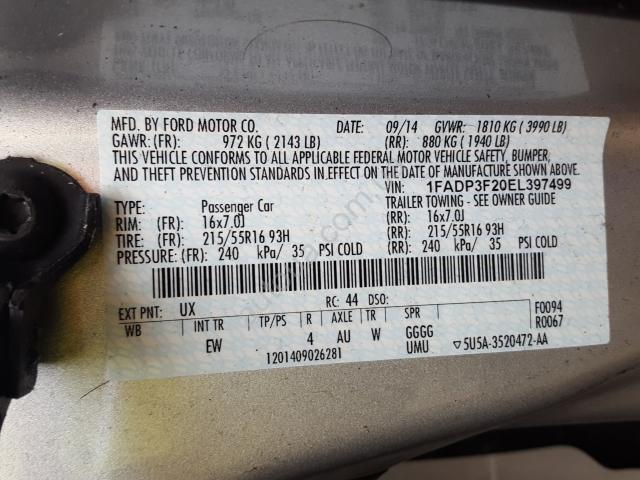 MFD. BY FORD MOTOR CO. DATE: 09/14 GVWR: 1810 KG ( 3990 LB)
GAWR: (FR): 972 KG ( 2143 LB) (RR): 880 KG ( 1940 LB)
THIS VEHICLE CONFORMS TO ALL APPLICABLE FEDERAL MOTOR VEHICLE SAFETY, BUMPER,
AND THEFT PREVENTION STANDARDS IN EFFECT ON THE DATE OF MANUFACTURE SHOWN ABOVE.
VIN: 1FADP3F20EL397499
TYPE: Passenger Car TRAILER TOWING - SEE OWNER GUIDE
RIM: (FR): 16x7.0J (RR): 16x7.0J
TIRE: (FR): 215/55R16 93H (RR): 215/55R16 93H
PRESSURE: (FR): 240 kPa/ 35 PSI COLD (RR): 240 kPa/ 35 PSI COLD
EXT PNT: UX RC: 44 DSO: F0094
WB INT TR TP/PS R AXLE TR SPR R0067
EW 4 AU W GGGG
1201409026281 UMU ▽5U5A-3520472-AA